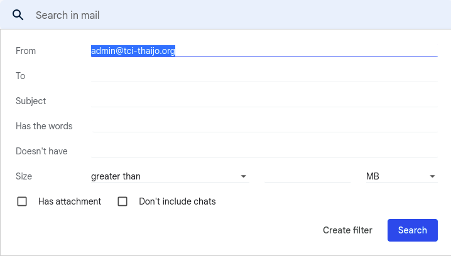 Search in mail
From admin@tci-thaijo.org
To
Subject
Has the words
Doesn't have
Size greater than MB
Has attachment Don't include chats
Create filter Search